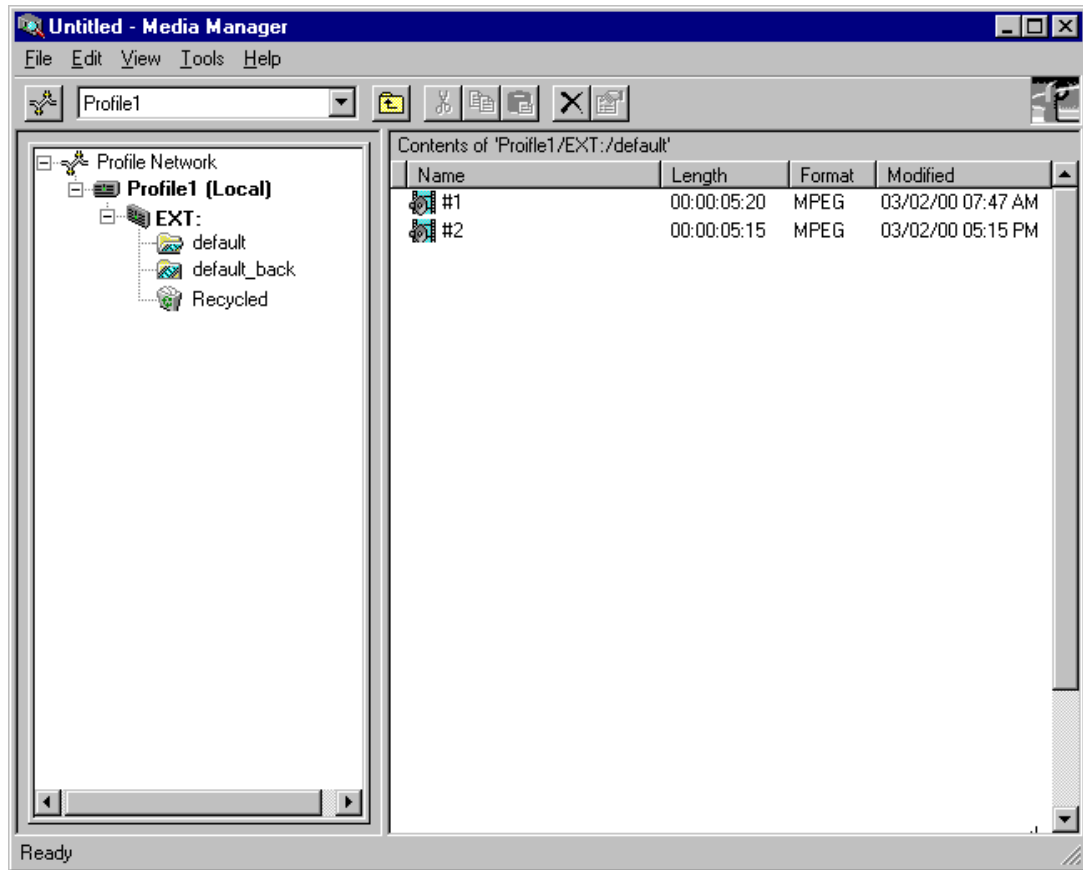 Untitled - Media Manager
File Edit View Tools Help
Profile1
Contents of 'Proifle1/EXT:/default'
Profile Network
Profile1 (Local)
EXT:
default
default_back
Recycled
Name Length Format Modified
#1 00:00:05:20 MPEG 03/02/00 07:47 AM
#2 00:00:05:15 MPEG 03/02/00 05:15 PM
Ready